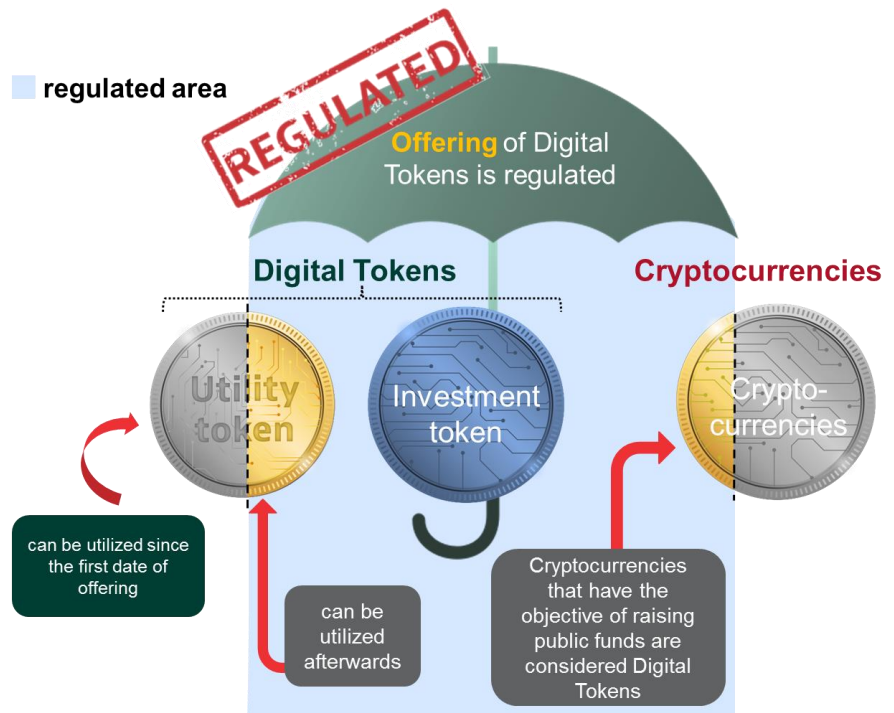 REGULATED
regulated area
Offering of Digital
Tokens is regulated
Digital Tokens
Cryptocurrencies
Utility
token
Investment
token
Crypto-
currencies
can be utilized since
the first date of
offering
can be
utilized
afterwards
Cryptocurrencies
that have the
objective of raising
public funds are
considered Digital
Tokens